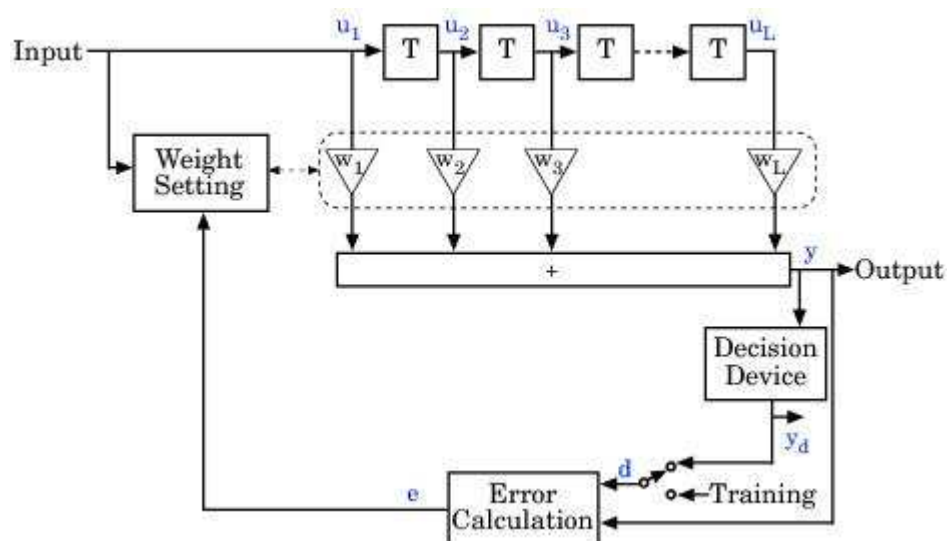 u1 u2 u3 uL
Input T T T T
Weight
Setting
w1 w2 w3 wL
y
+ Output
Decision
Device
yd
d
e Error Training
Calculation